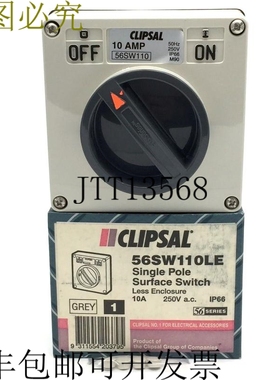 图必究
CLIPSAL
OFF
10 AMP
56SW110
50Hz
250V
IP66
M90
ON
JTT13568
CLIPSAL
56SW110LE
Single Pole
Surface Switch
Less Enclosure
10A 250V a.c. IP66
GREY 1
56 SERIES
CLIPSAL NO.1 FOR ELECTRICAL ACCESSORIES
Product of
the Clipsal Group of Companies
9311554203795
包邮可开发票